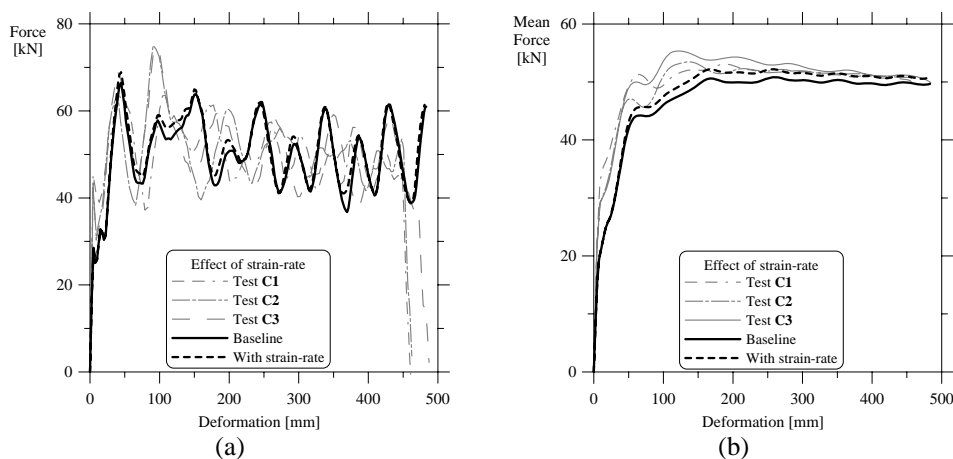 Force
[kN]
80
60
40
20
0
Effect of strain-rate
Test C1
Test C2
Test C3
Baseline
With strain-rate
0 100 200 300 400 500
Deformation [mm]
(a)
Mean
Force
[kN]
60
40
20
0
Effect of strain-rate
Test C1
Test C2
Test C3
Baseline
With strain-rate
0 100 200 300 400 500
Deformation [mm]
(b)